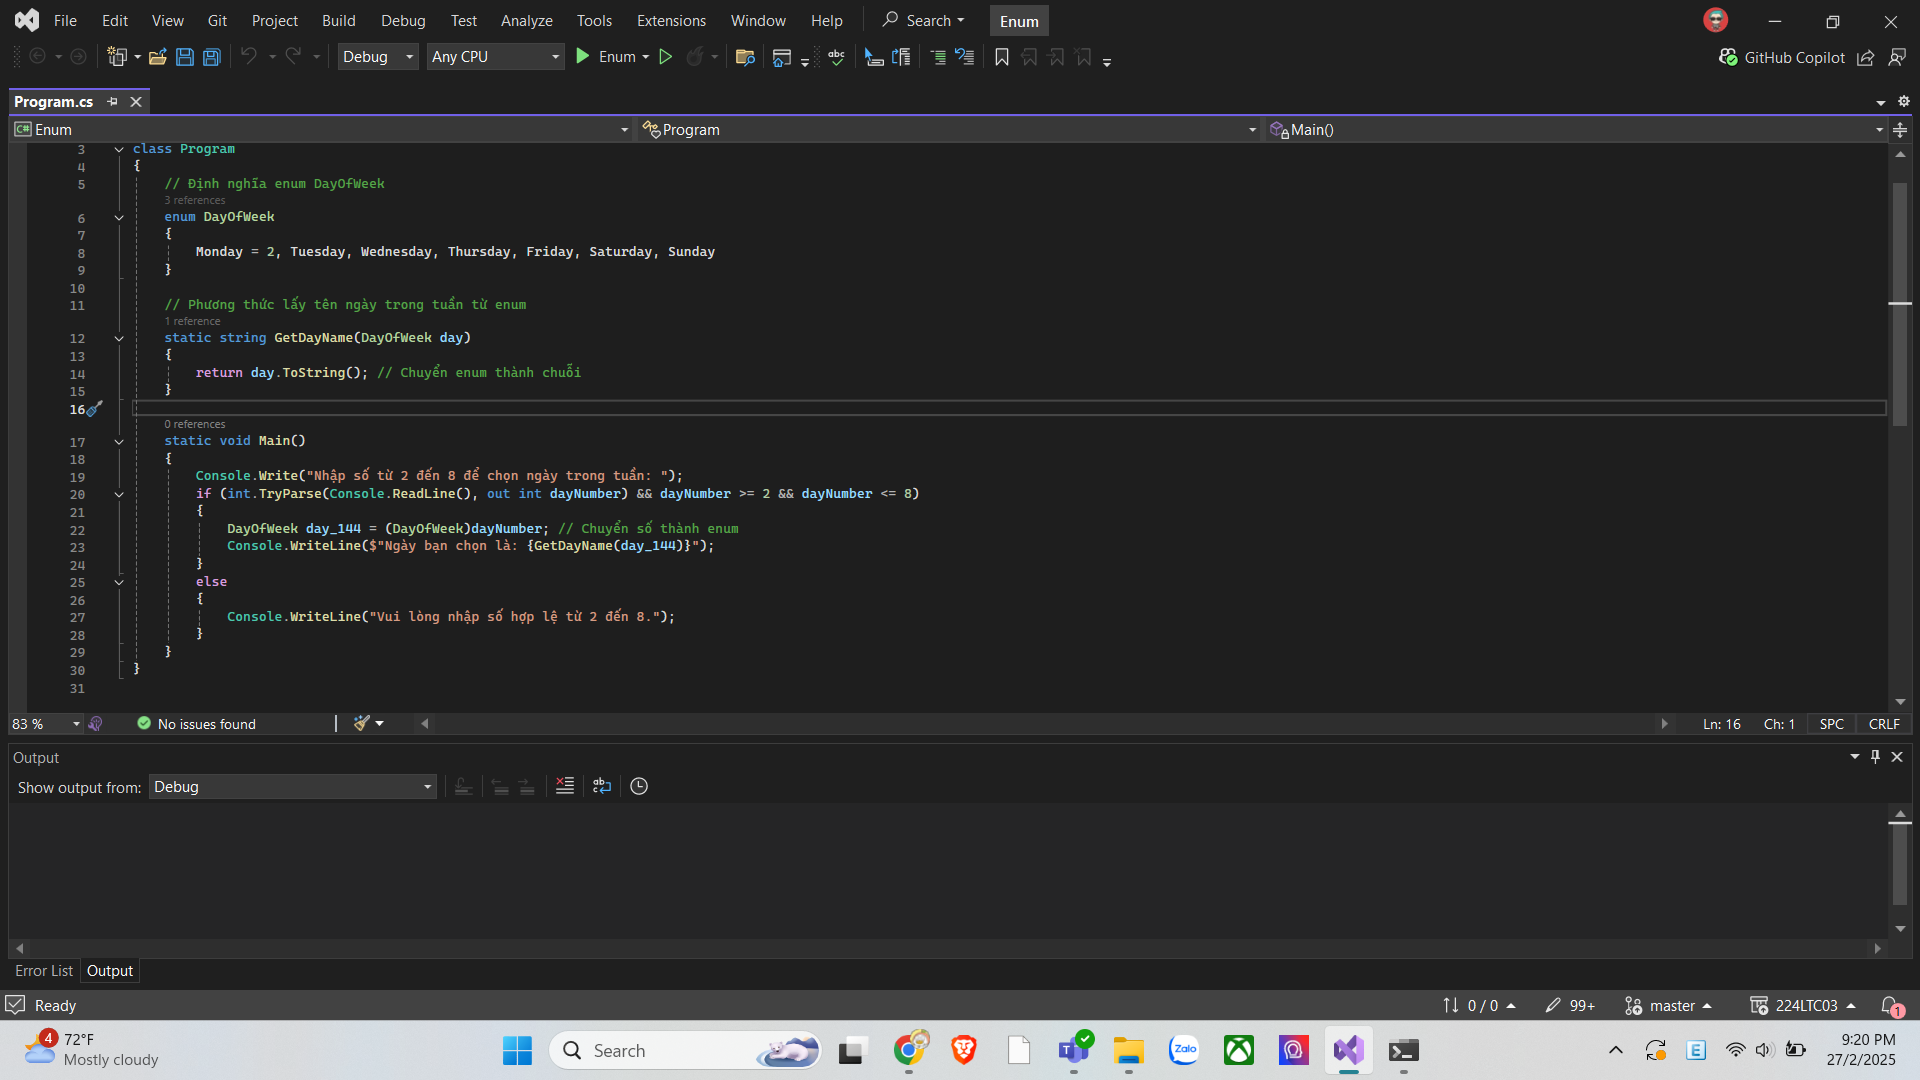 File Edit View Git Project Build Debug Test Analyze Tools Extensions Window Help Search Enum
Debug Any CPU Enum GitHub Copilot
Program.cs
Enum Program Main()
3 class Program
4 {
5 // Định nghĩa enum DayOfWeek
3 references
6 enum DayOfWeek
7 {
8 Monday = 2, Tuesday, Wednesday, Thursday, Friday, Saturday, Sunday
9 }
10
11 // Phương thức lấy tên ngày trong tuần từ enum
1 reference
12 static string GetDayName(DayOfWeek day)
13 {
14 return day.ToString(); // Chuyển enum thành chuỗi
15 }
16
0 references
17 static void Main()
18 {
19 Console.Write("Nhập số từ 2 đến 8 để chọn ngày trong tuần: ");
20 if (int.TryParse(Console.ReadLine(), out int dayNumber) && dayNumber >= 2 && dayNumber <= 8)
21 {
22 DayOfWeek day_144 = (DayOfWeek)dayNumber; // Chuyển số thành enum
23 Console.WriteLine($"Ngày bạn chọn là: {GetDayName(day_144)}");
24 }
25 else
26 {
27 Console.WriteLine("Vui lòng nhập số hợp lệ từ 2 đến 8.");
28 }
29 }
30 }
31
83 % No issues found Ln: 16 Ch: 1 SPC CRLF
Output
Show output from: Debug
Error List Output
Ready 0 / 0 99+ master 224LTC03 1
4 72°F
Mostly cloudy
Search
Zalo
9:20 PM
27/2/2025